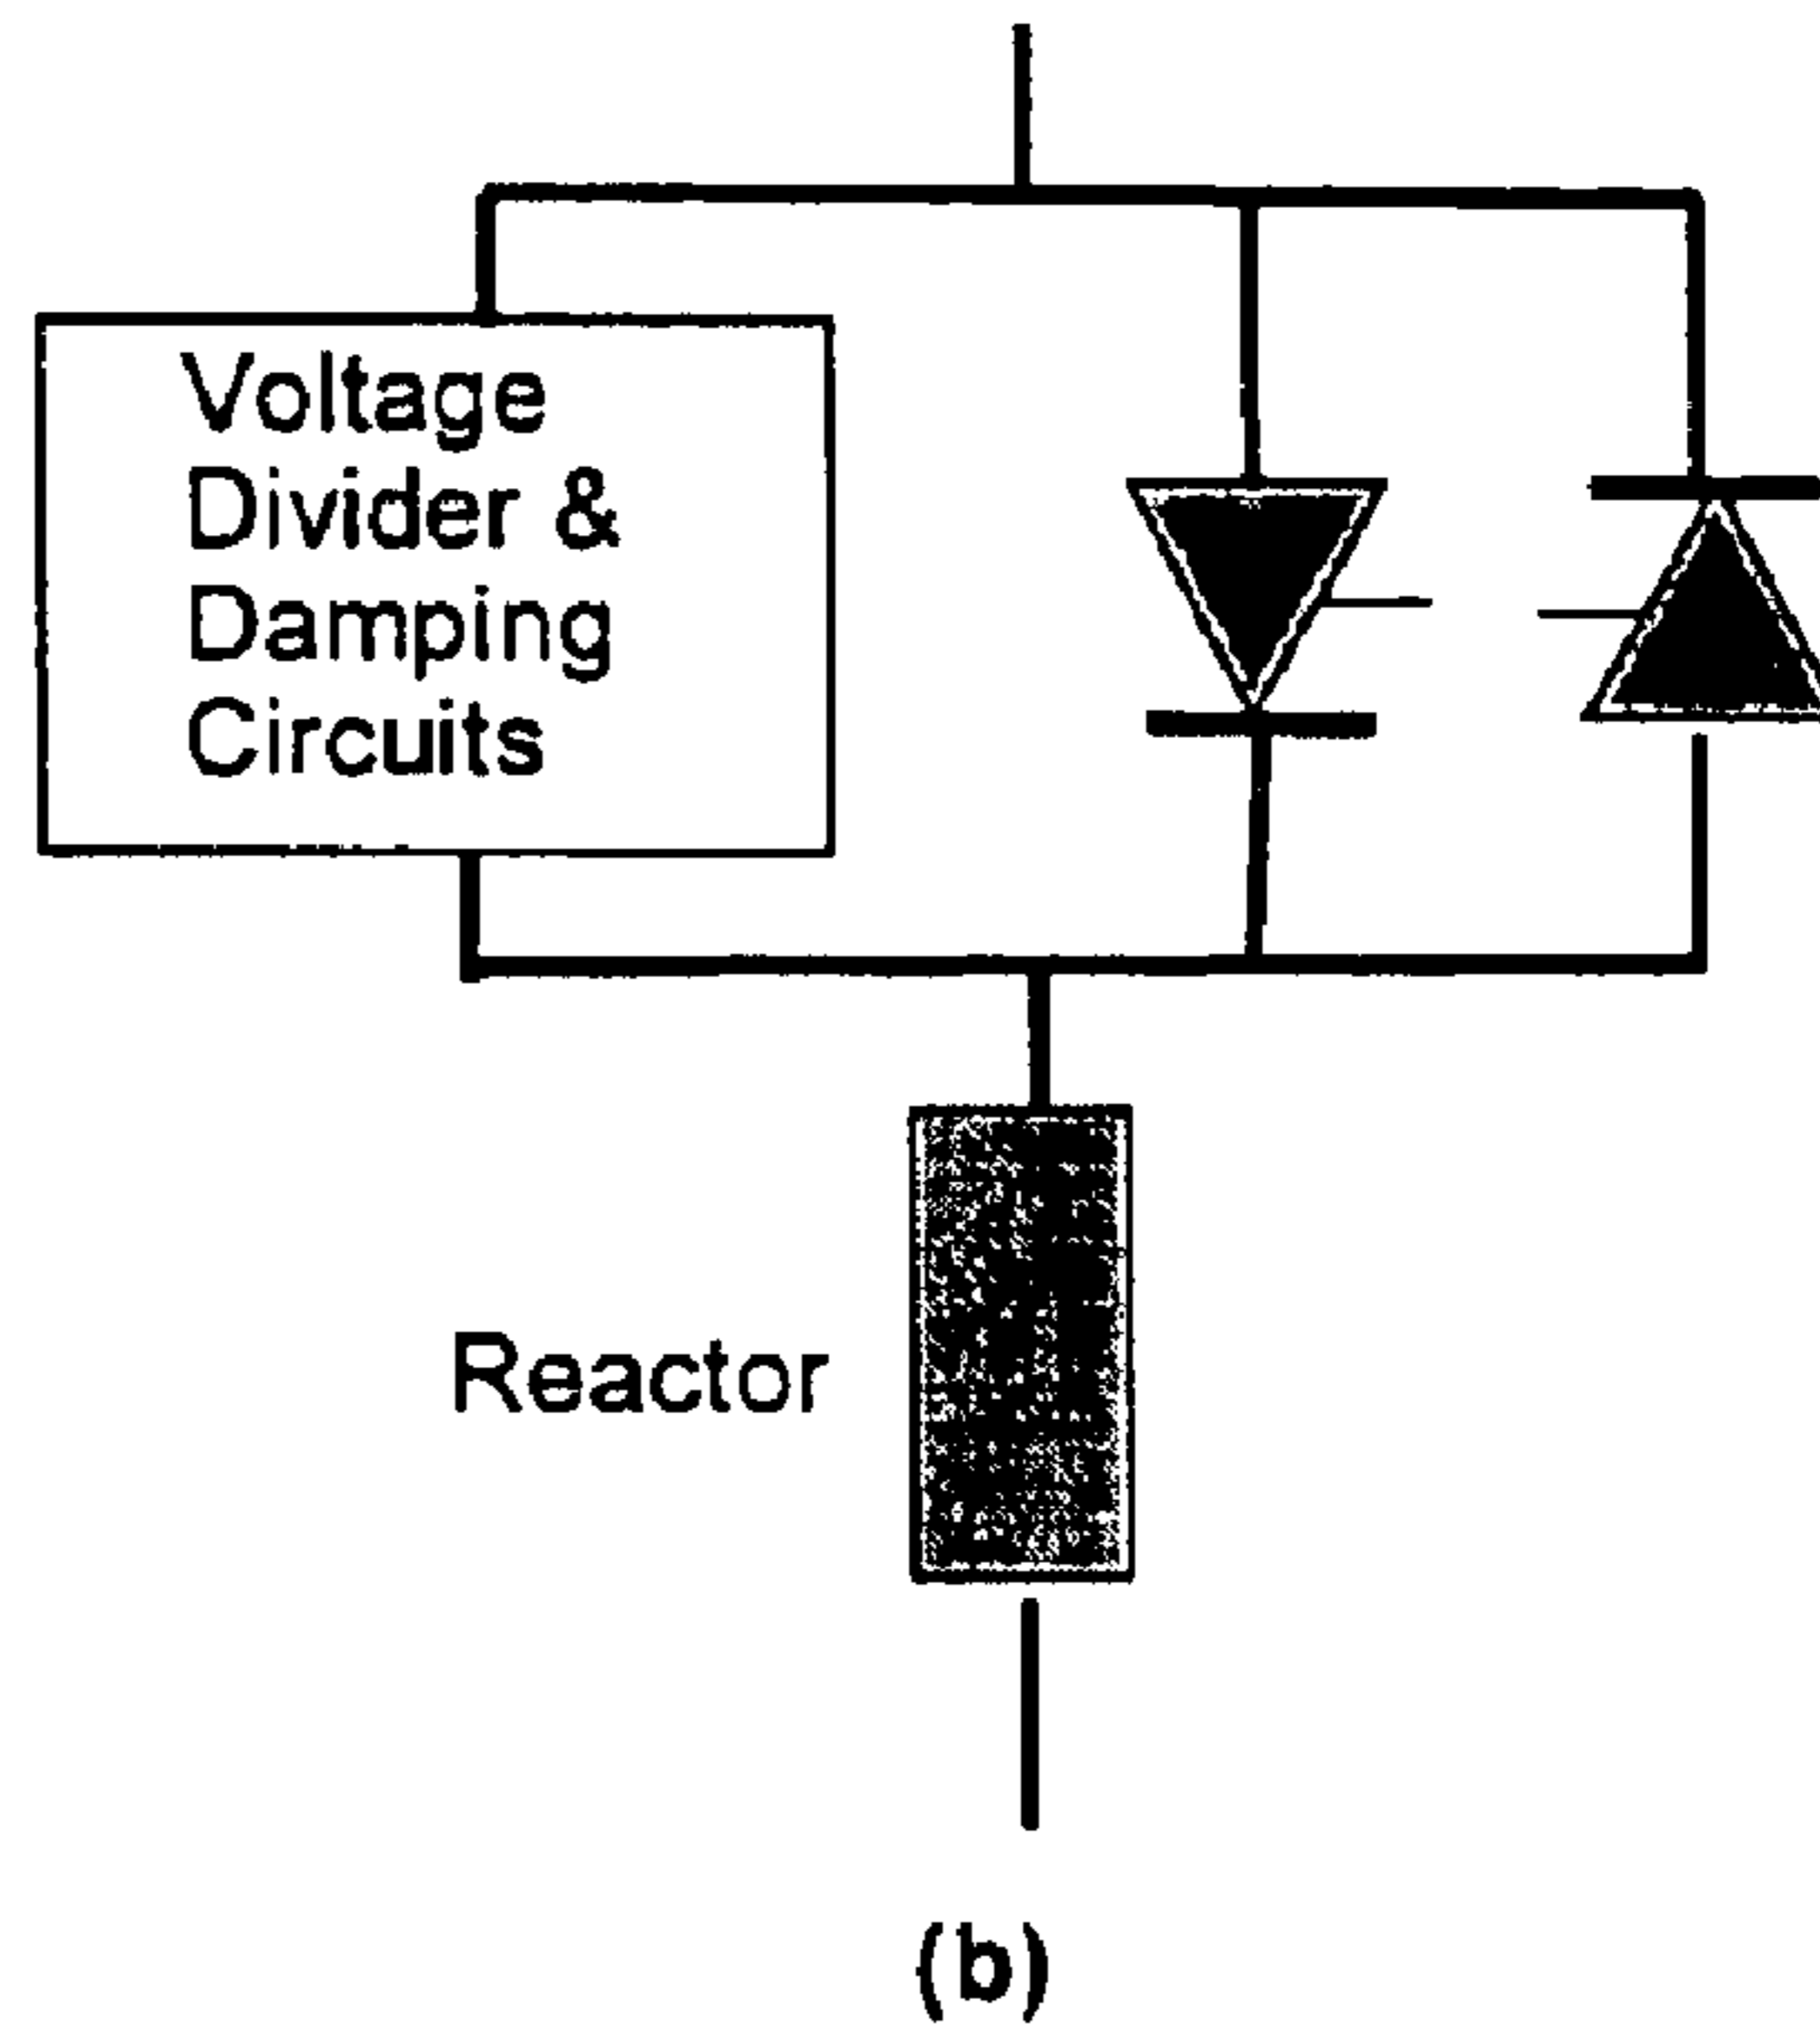 Voltage
Divider &
Damping
Circuits
Reactor
(b)